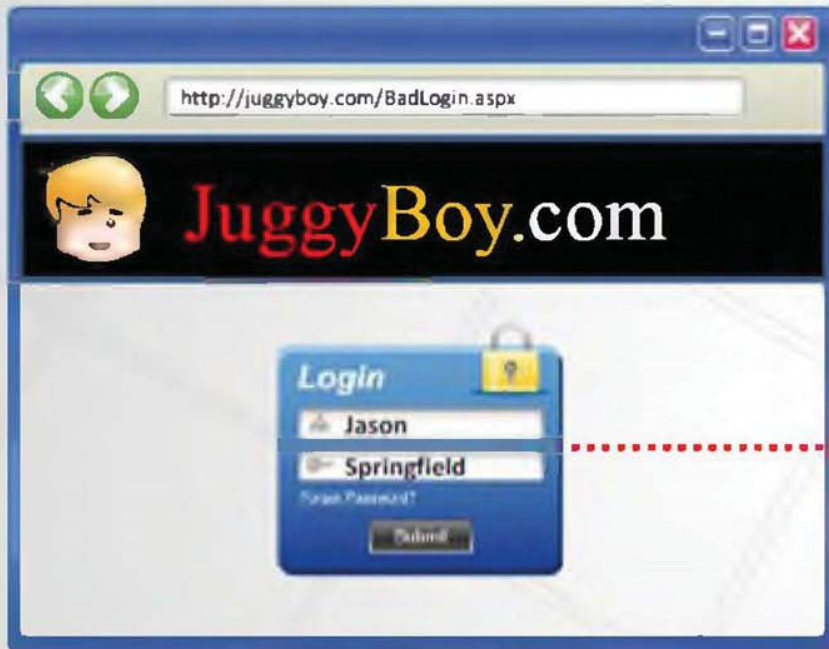 http://juggyboy.com/BadLogin.aspx
JuggyBoy.com
Login
Jason
Springfield
Forgot Password?
Submit